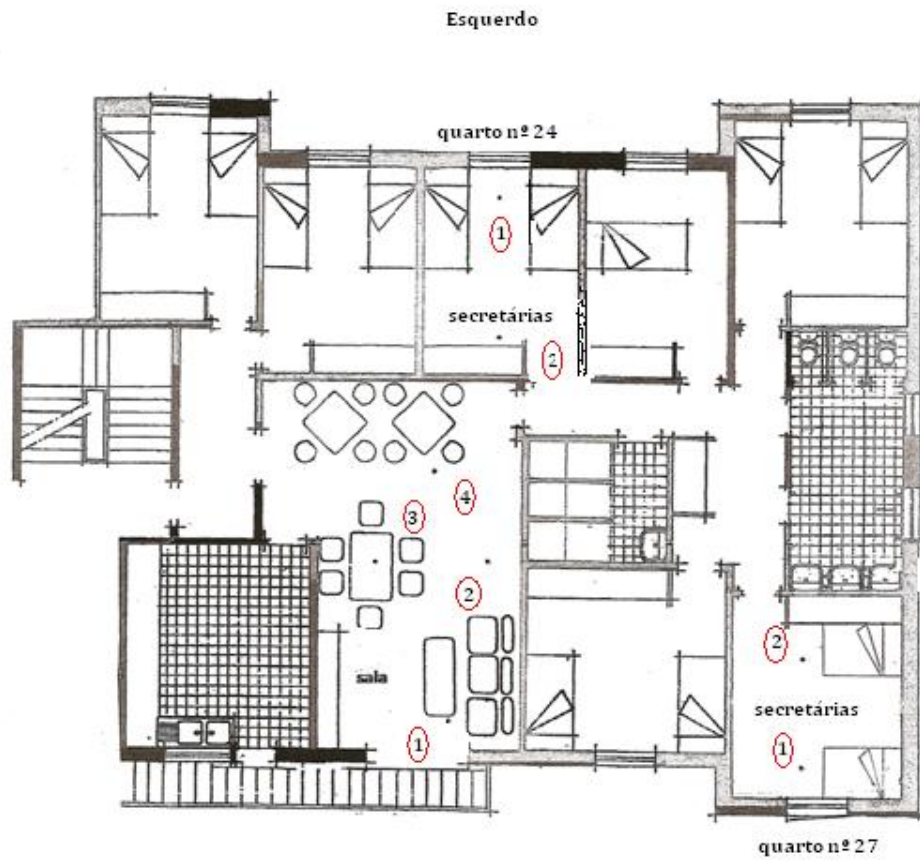 Esquerdo
quarto nº 24
1
secretárias
2
4
3
2
2
sala
secretárias
1
1
quarto nº 27